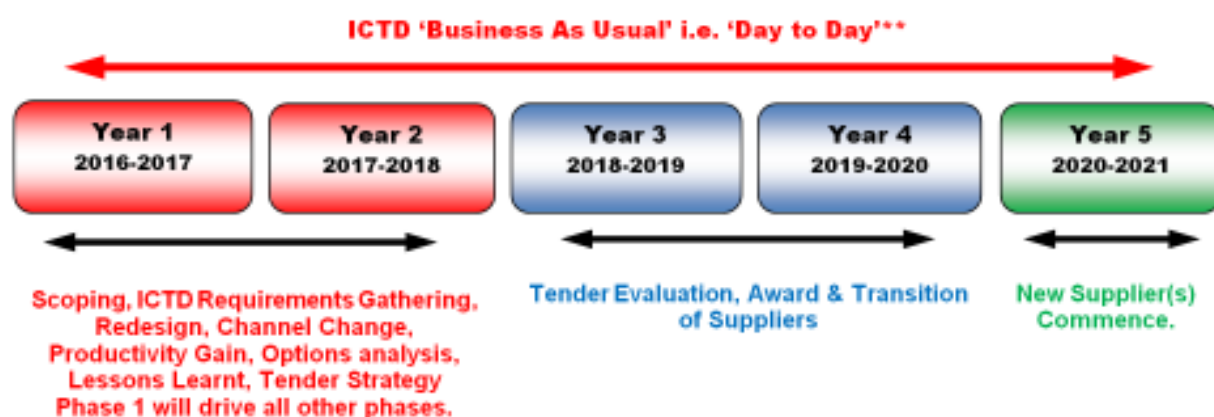 ICTD ‘Business As Usual’ i.e. ‘Day to Day’**
Year 1
2016-2017
Year 2
2017-2018
Year 3
2018-2019
Year 4
2019-2020
Year 5
2020-2021
Scoping, ICTD Requirements Gathering,
Redesign, Channel Change,
Productivity Gain, Options analysis,
Lessons Learnt, Tender Strategy
Phase 1 will drive all other phases.
Tender Evaluation, Award & Transition
of Suppliers
New Supplier(s)
Commence.